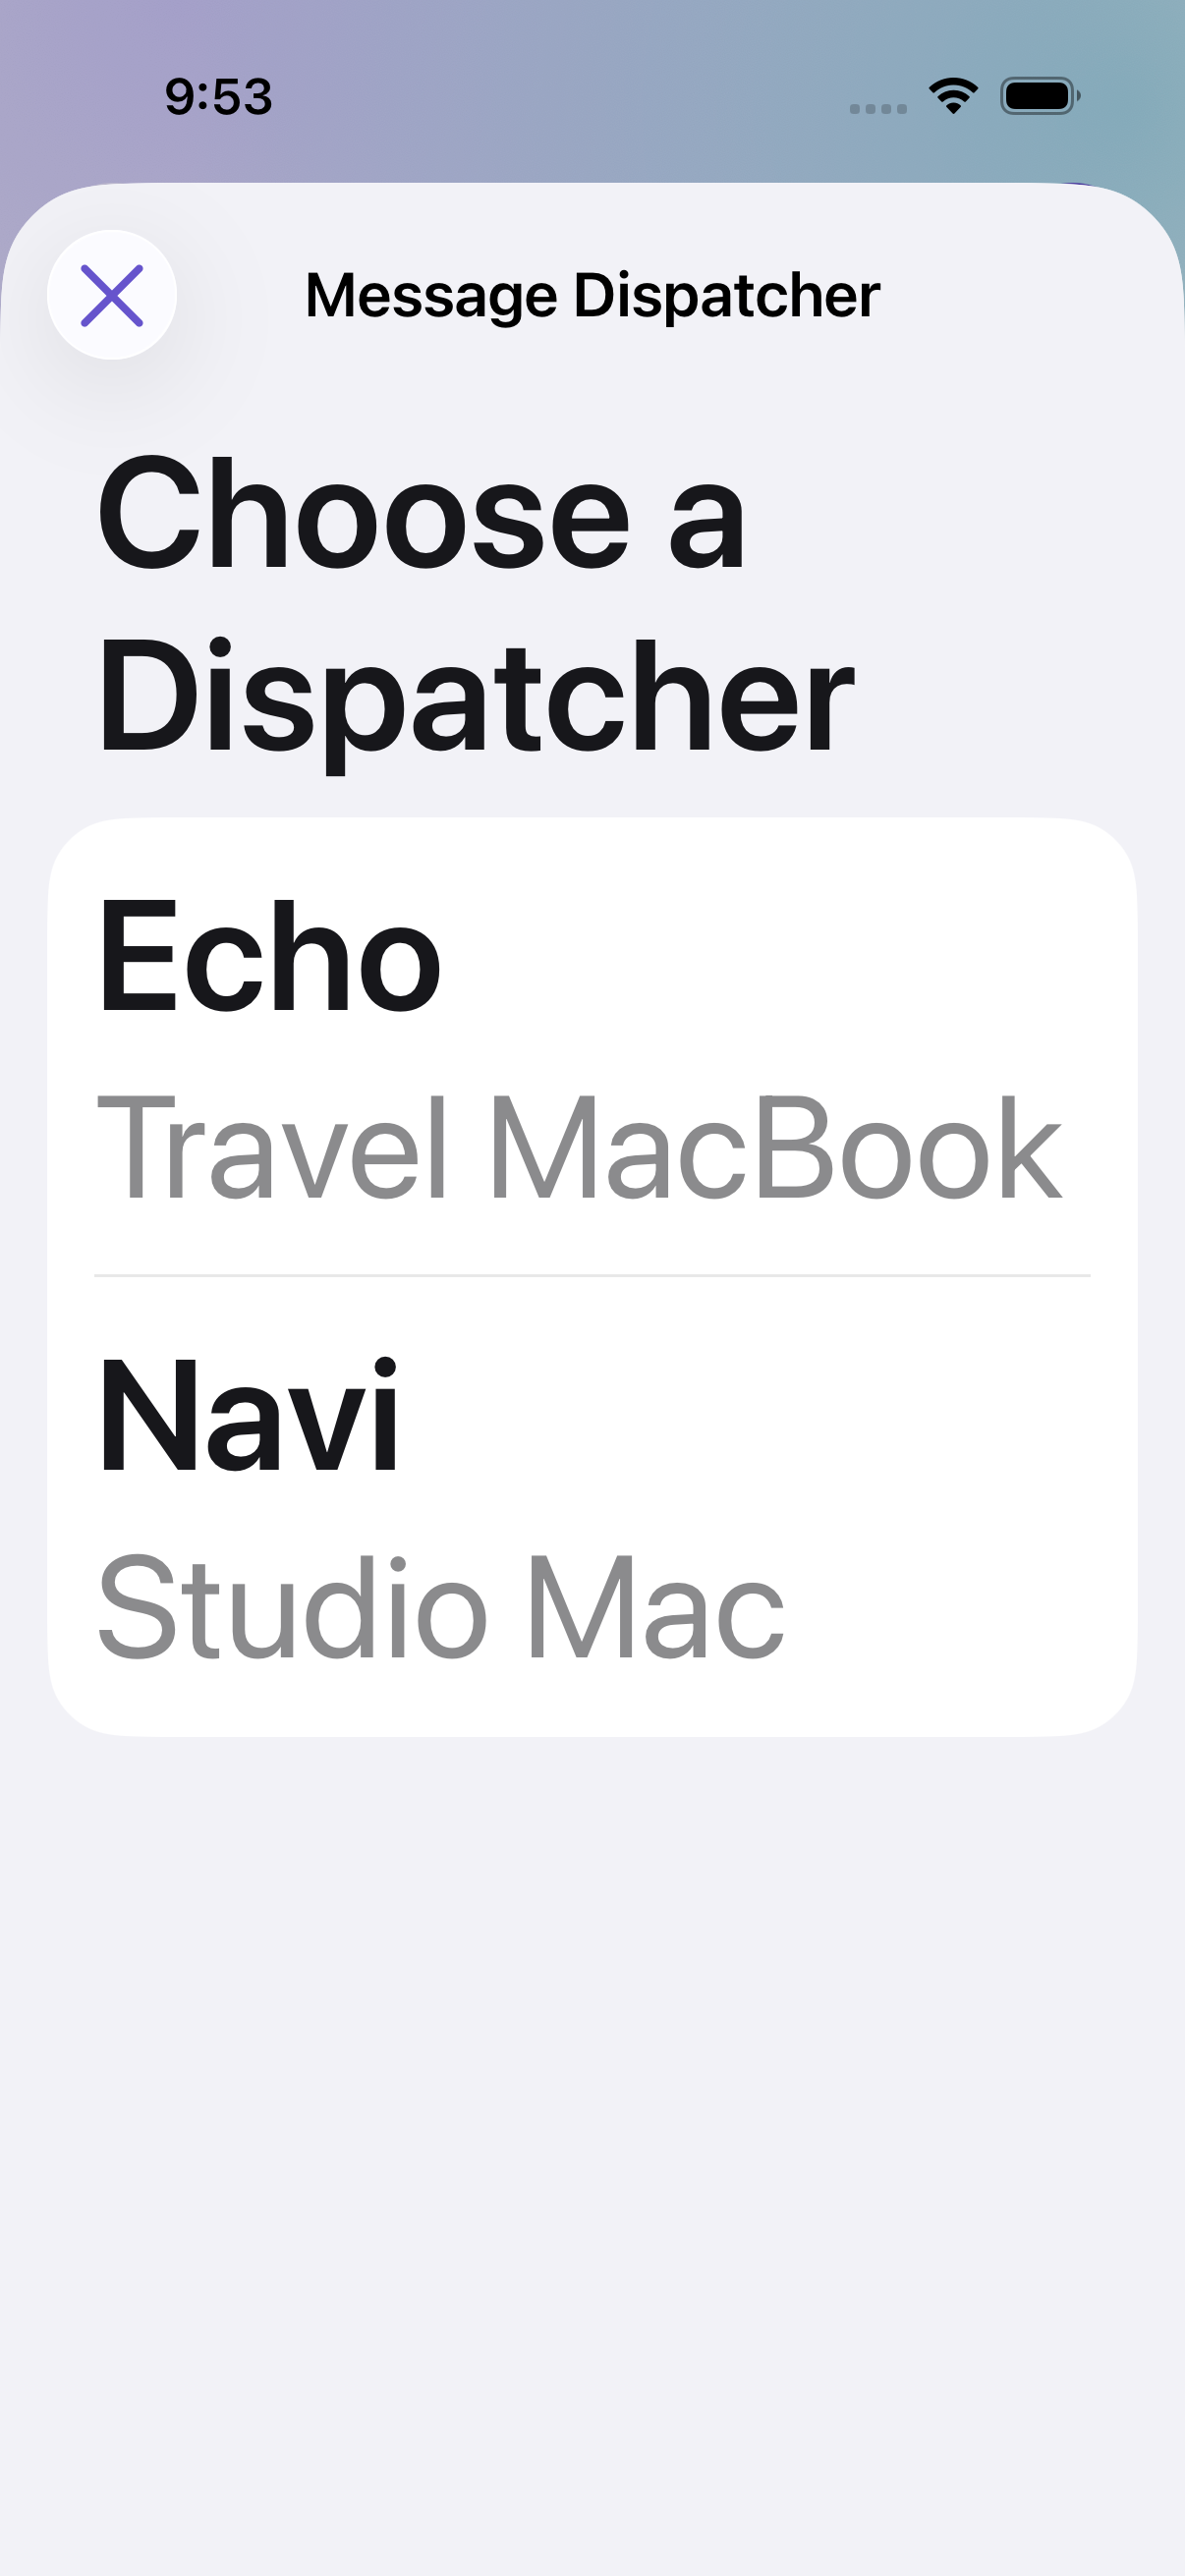 9:53
Message Dispatcher
Choose a
Dispatcher
Echo
Travel MacBook
Navi
Studio Mac